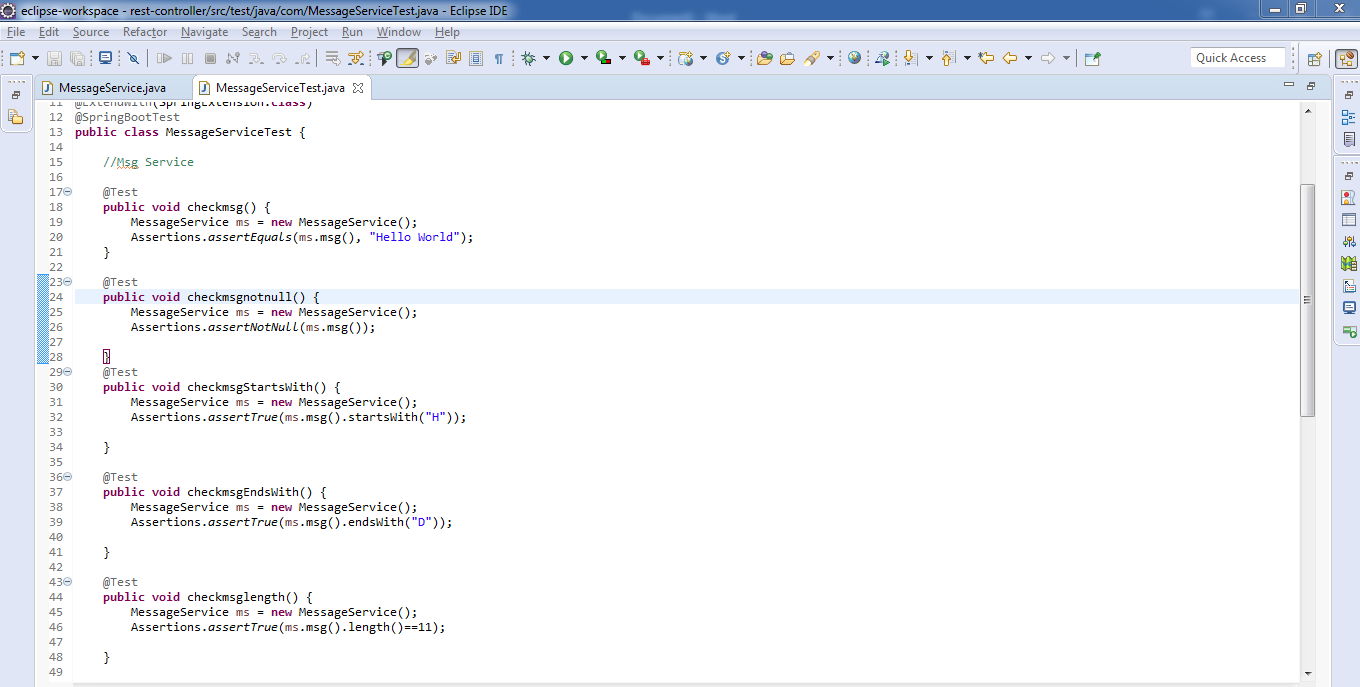 eclipse-workspace - rest-controller/src/test/java/com/MessageServiceTest.java - Eclipse IDE
File Edit Source Refactor Navigate Search Project Run Window Help
Quick Access
MessageService.java MessageServiceTest.java
11 @ExtendWith(SpringExtension.class)
12 @SpringBootTest
13 public class MessageServiceTest {
14
15 //Msg Service
16
17 @Test
18 public void checkmsg() {
19 MessageService ms = new MessageService();
20 Assertions.assertEquals(ms.msg(), "Hello World");
21 }
22
23 @Test
24 public void checkmsgnotnull() {
25 MessageService ms = new MessageService();
26 Assertions.assertNotNull(ms.msg());
27
28 }
29 @Test
30 public void checkmsgStartsWith() {
31 MessageService ms = new MessageService();
32 Assertions.assertTrue(ms.msg().startsWith("H"));
33
34 }
35
36 @Test
37 public void checkmsgEndsWith() {
38 MessageService ms = new MessageService();
39 Assertions.assertTrue(ms.msg().endsWith("D"));
40
41 }
42
43 @Test
44 public void checkmsglength() {
45 MessageService ms = new MessageService();
46 Assertions.assertTrue(ms.msg().length()==11);
47
48 }
49